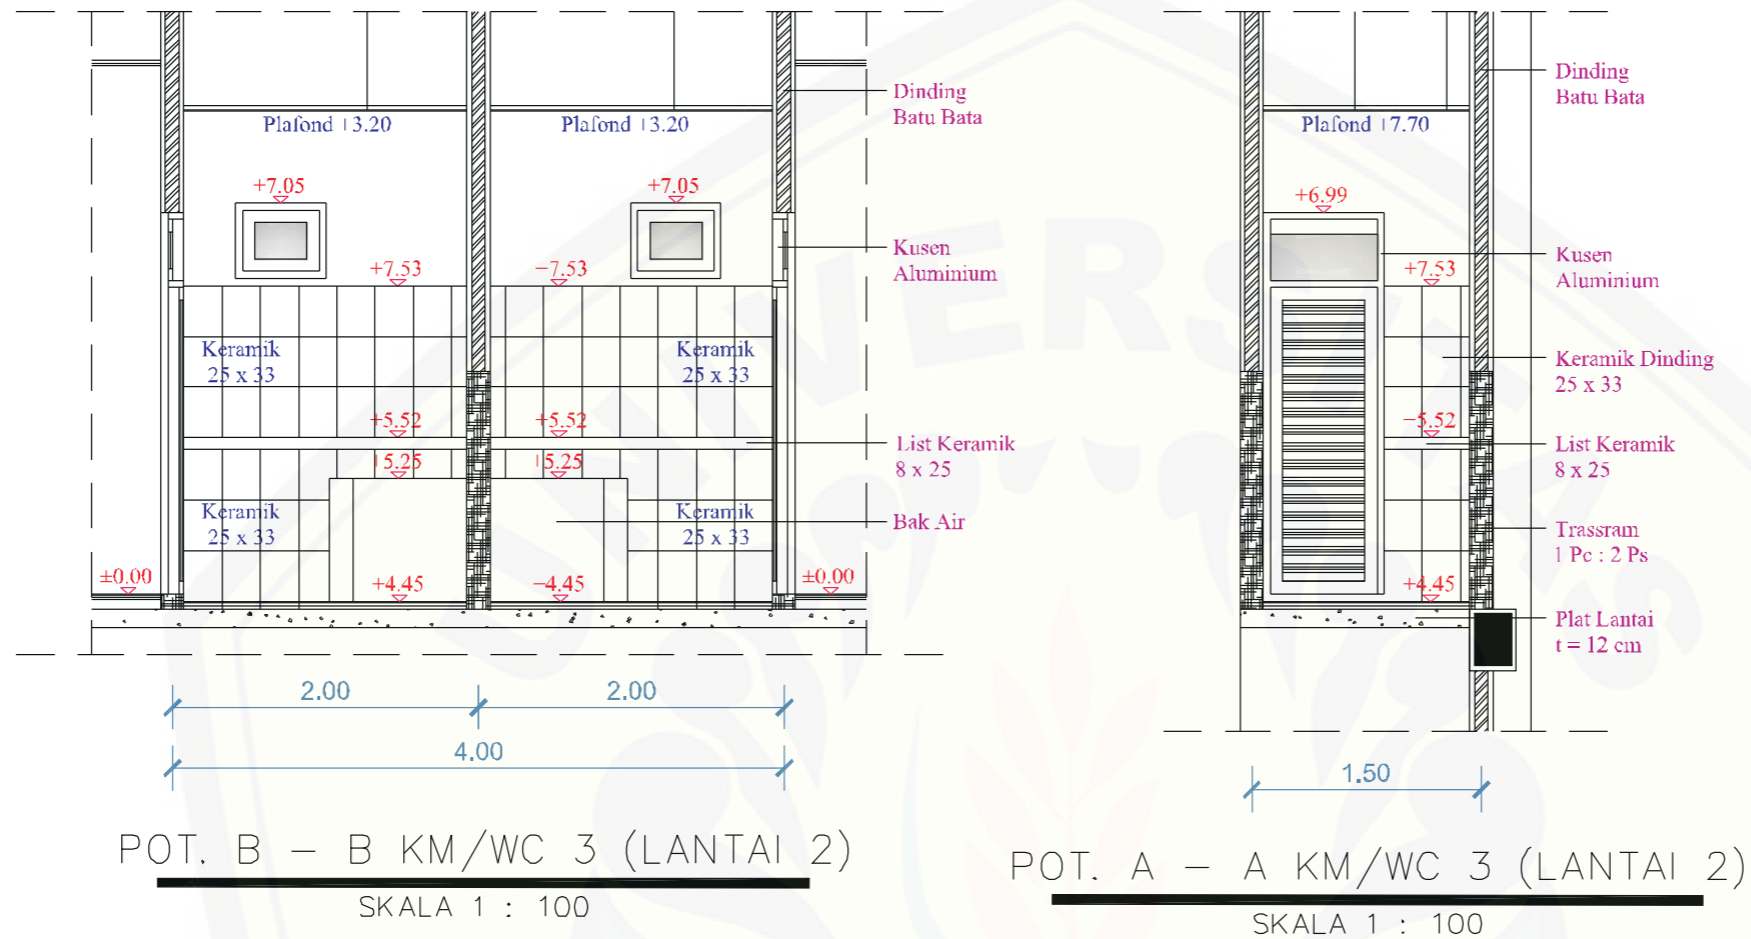 Plafond +3.20
Plafond +3.20
Dinding
Batu Bata
+7.05
+7.05
Kusen
Aluminium
+7.53
+7.53
Keramik
25 x 33
Keramik
25 x 33
+5.52
+5.52
List Keramik
8 x 25
+5.25
+5.25
Keramik
25 x 33
Keramik
25 x 33
Bak Air
±0.00
+4.45
+4.45
±0.00
2.00
2.00
4.00
POT. B - B KM/WC 3 (LANTAI 2)
SKALA 1 : 100
Dinding
Batu Bata
Plafond +7.70
+6.99
Kusen
Aluminium
+7.53
Keramik Dinding
25 x 33
+5.52
List Keramik
8 x 25
Trassram
1 Pc : 2 Ps
+4.45
Plat Lantai
t = 12 cm
1.50
POT. A - A KM/WC 3 (LANTAI 2)
SKALA 1 : 100
UNIVERSITAS